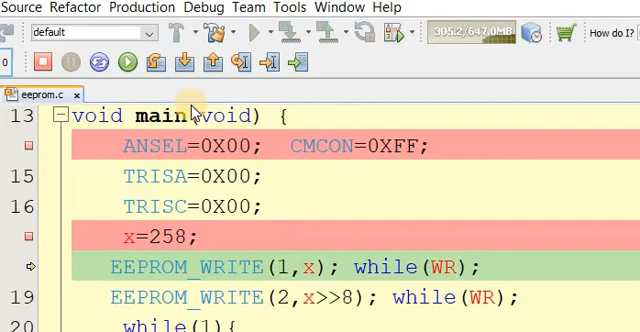 Source Refactor Production Debug Team Tools Window Help
default 305.2/647.0MB How do I?
0
eeprom.c x
13 void main(void) {
ANSEL=0X00; CMCON=0XFF;
15 TRISA=0X00;
16 TRISC=0X00;
x=258;
EEPROM_WRITE(1,x); while(WR);
19 EEPROM_WRITE(2,x>>8); while(WR);
20 while(1){